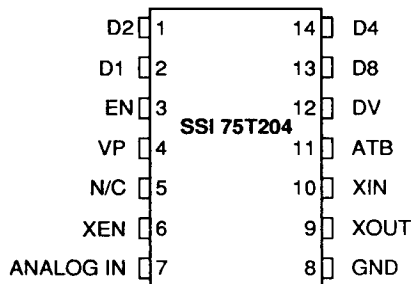 D2 1 14 D4
D1 2 13 D8
EN 3 12 DV
SSI 75T204
VP 4 11 ATB
N/C 5 10 XIN
XEN 6 9 XOUT
ANALOG IN 7 8 GND